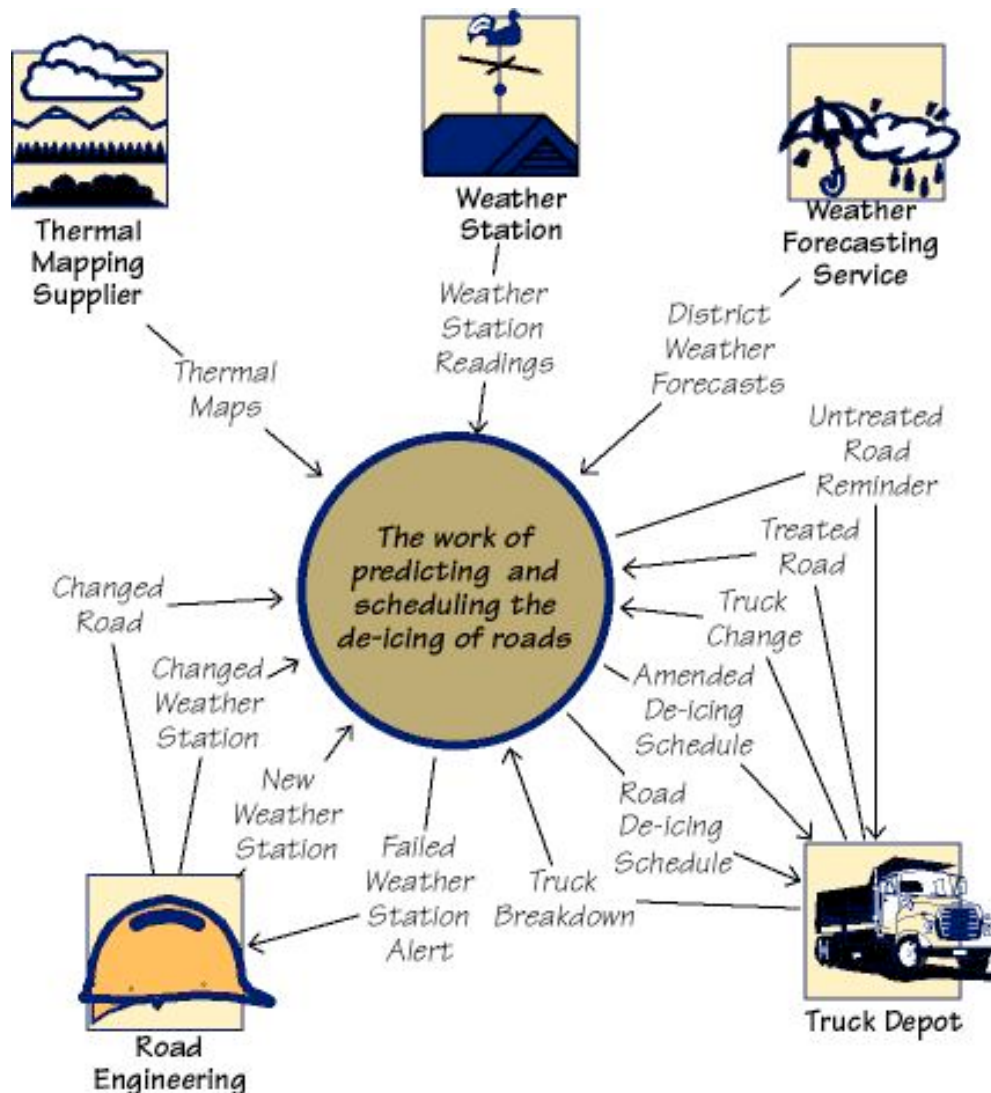 Thermal
Mapping
Supplier
Weather
Station
Weather
Forecasting
Service
Thermal
Maps
Weather
Station
Readings
District
Weather
Forecasts
Untreated
Road
Reminder
Treated
Road
Truck
Change
The work of
predicting and
scheduling the
de-icing of roads
Changed
Road
Changed
Weather
Station
New
Weather
Station
Failed
Weather
Station
Alert
Amended
De-icing
Schedule
Road
De-icing
Schedule
Truck
Breakdown
Road
Engineering
Truck Depot